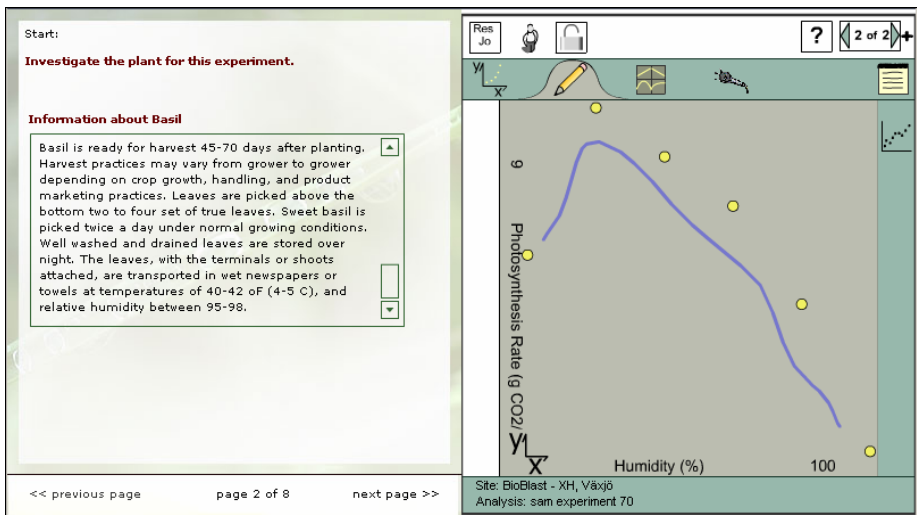 Start:
Investigate the plant for this experiment.
Information about Basil
Basil is ready for harvest 45-70 days after planting.
Harvest practices may vary from grower to grower
depending on crop growth, handling, and product
marketing practices. Leaves are picked above the
bottom two to four set of true leaves. Sweet basil is
picked twice a day under normal growing conditions.
Well washed and drained leaves are stored over
night. The leaves, with the terminals or shoots
attached, are transported in wet newspapers or
towels at temperatures of 40-42 oF (4-5 C), and
relative humidity between 95-98.
<< previous page
page 2 of 8
next page >>
Res
Jo
?
2 of 2
+
y
x
9
Photosynthesis Rate (g CO2/
y
x
Humidity (%)
100
Site: BioBlast - XH, Växjö
Analysis: sam experiment 70